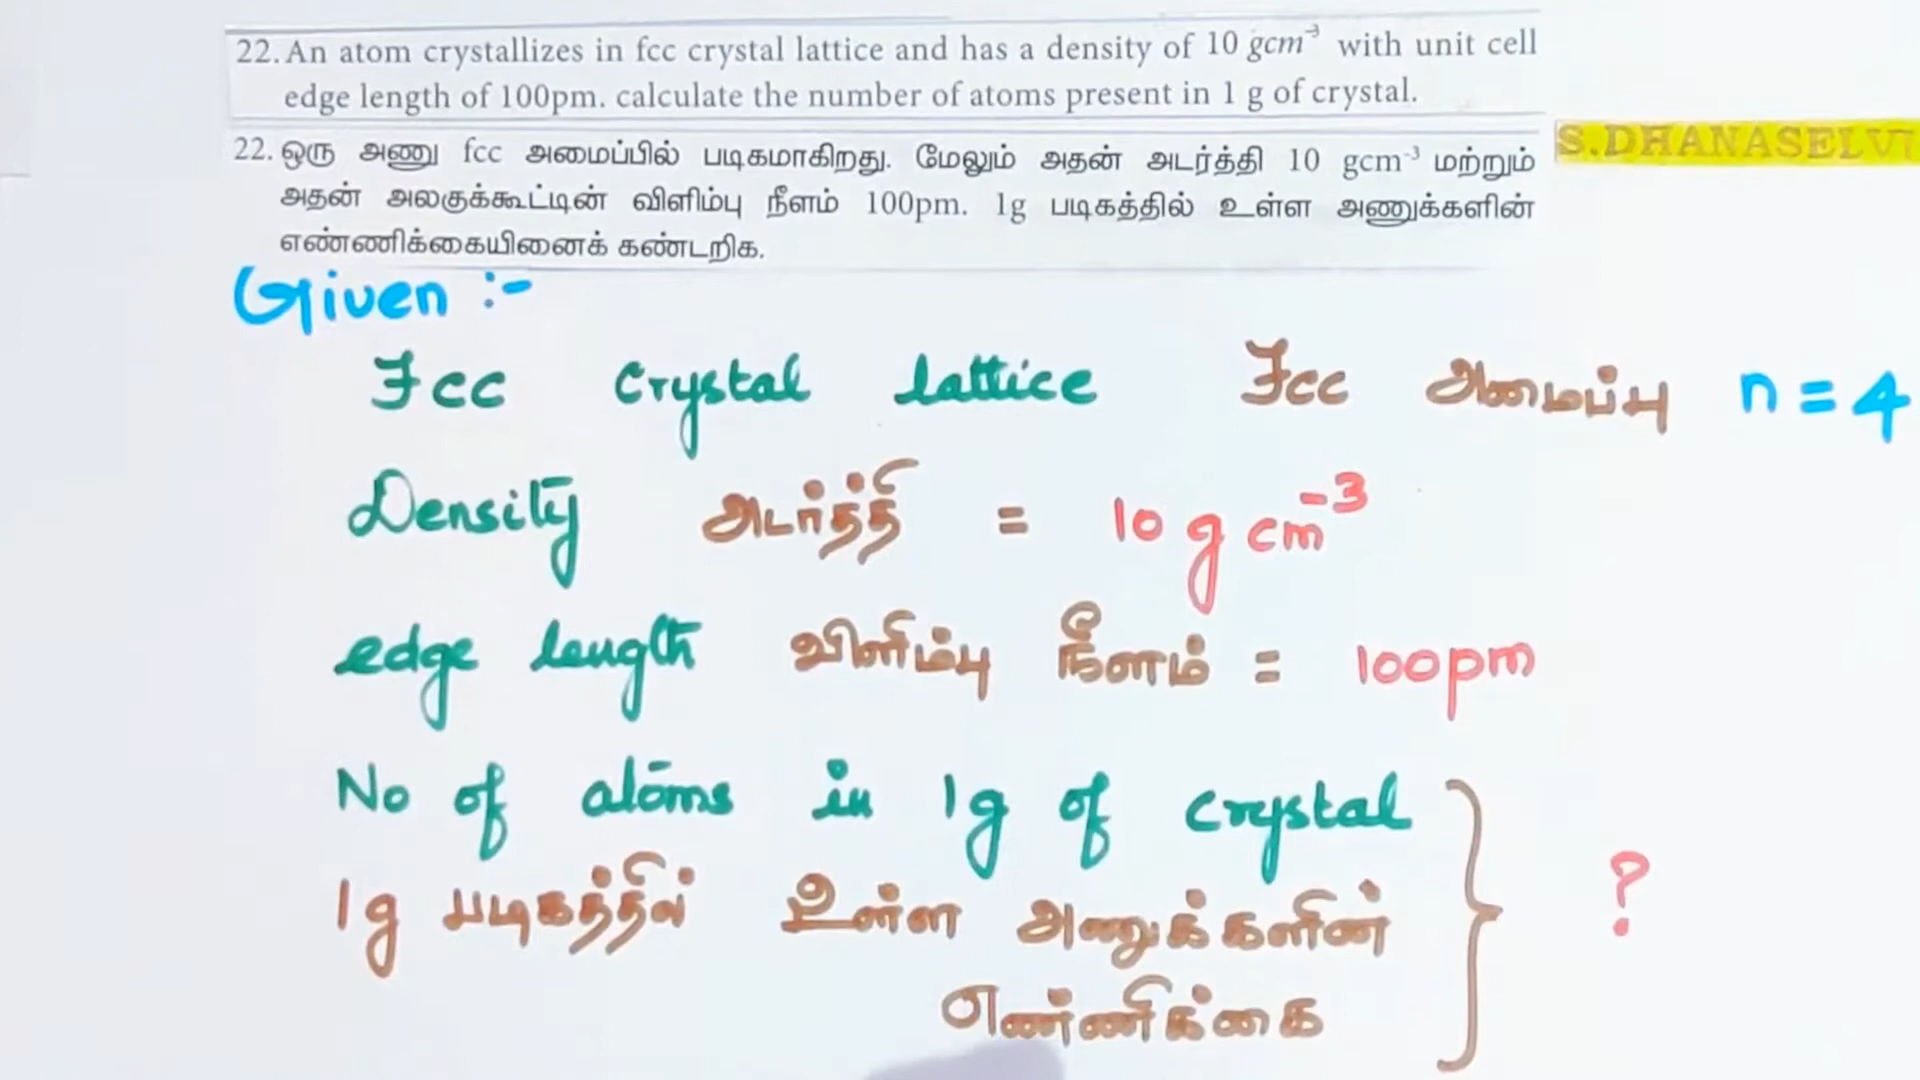 22. An atom crystallizes in fcc crystal lattice and has a density of 10 gcm⁻³ with unit cell
edge length of 100pm. calculate the number of atoms present in 1 g of crystal.
22. ஒரு அணு fcc அமைப்பில் படிகமாகிறது. மேலும் அதன் அடர்த்தி 10 gcm⁻³ மற்றும்
அதன் அலகுக்கூட்டின் விளிம்பு நீளம் 100pm. 1g படிகத்தில் உள்ள அணுக்களின்
எண்ணிக்கையினைக் கண்டறிக.
S.DHANASELVI
Given :-
Fcc Crystal lattice Fcc அமைப்பு n = 4
Density அடர்த்தி = 10 g cm⁻³
edge length விளிம்பு நீளம் = 100pm
No of atoms in 1g of crystal
1g படிகத்தில் உள்ள அணுக்களின்
எண்ணிக்கை } ?